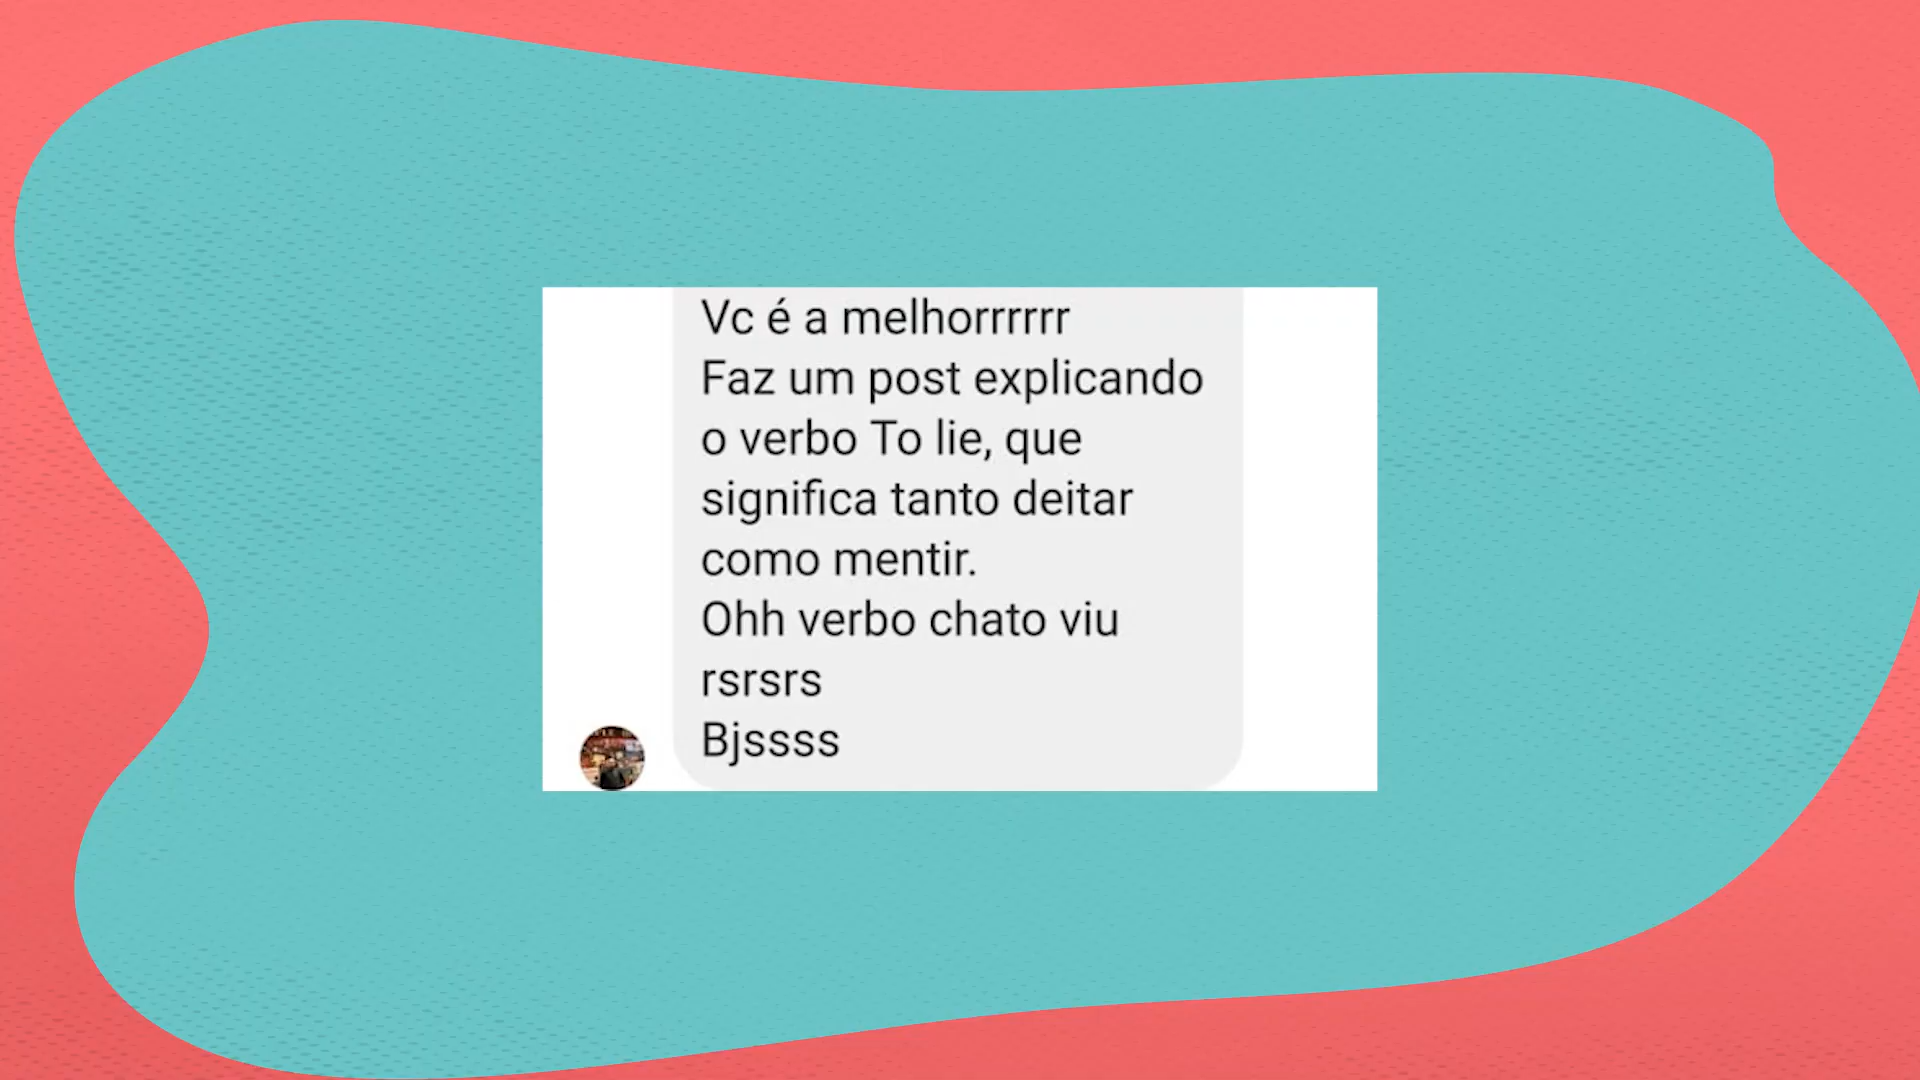 Vc é a melhorrrrrr
Faz um post explicando
o verbo To lie, que
significa tanto deitar
como mentir.
Ohh verbo chato viu
rsrsrs
Bjssss